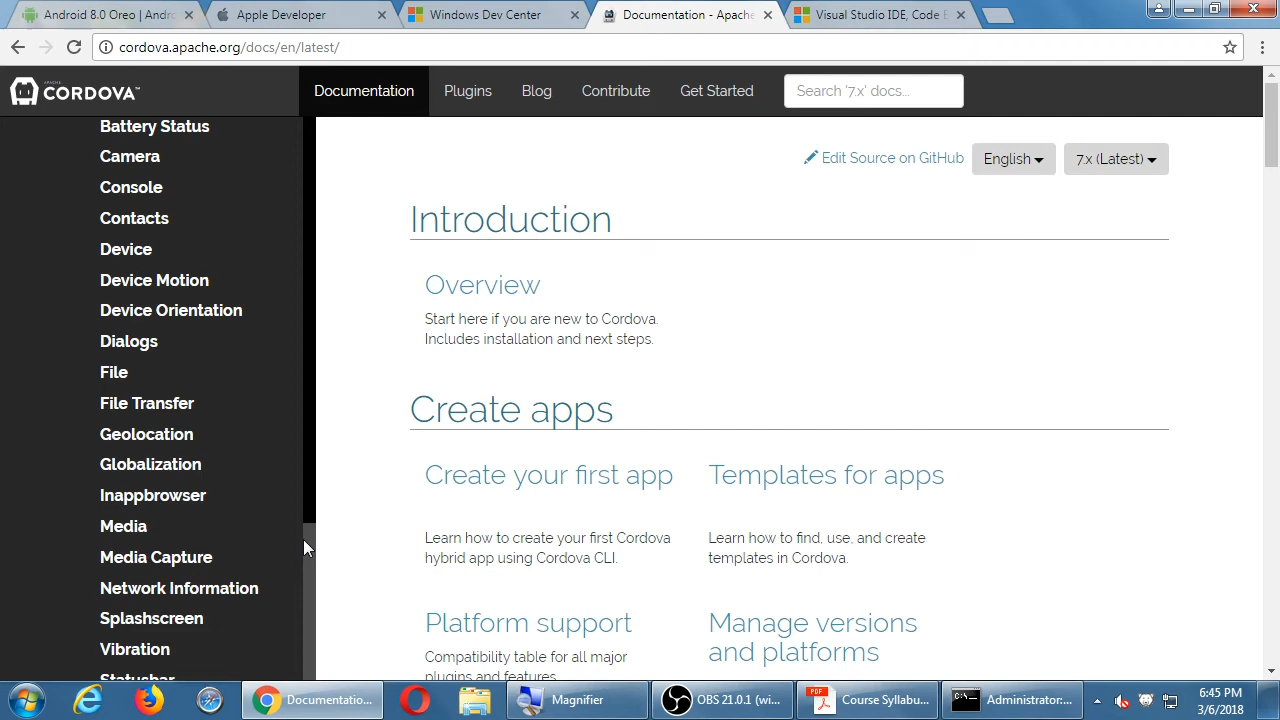 Android 8.0 Oreo | Andro
Apple Developer
Windows Dev Center
Documentation - Apache
Visual Studio IDE, Code E
cordova.apache.org/docs/en/latest/
APACHE
CORDOVA™
Documentation
Plugins
Blog
Contribute
Get Started
Search '7.x' docs...
Battery Status
Camera
Console
Contacts
Device
Device Motion
Device Orientation
Dialogs
File
File Transfer
Geolocation
Globalization
Inappbrowser
Media
Media Capture
Network Information
Splashscreen
Vibration
Statusbar
Edit Source on GitHub
English
7.x (Latest)
Introduction
Overview
Start here if you are new to Cordova.
Includes installation and next steps.
Create apps
Create your first app
Learn how to create your first Cordova
hybrid app using Cordova CLI.
Templates for apps
Learn how to find, use, and create
templates in Cordova.
Platform support
Compatibility table for all major
plugins and features
Manage versions
and platforms
Documentatio...
Magnifier
OBS 21.0.1 (wi...
PDF
Course Syllabu...
C:\.
Administrator:...
6:45 PM
3/6/2018